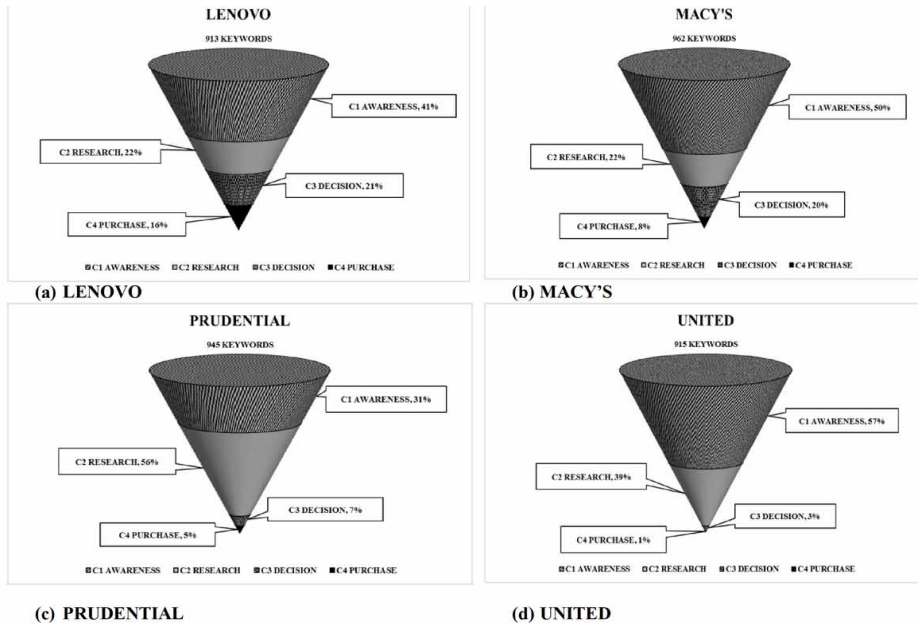 LENOVO
913 KEYWORDS
C1 AWARENESS, 41%
C2 RESEARCH, 22%
C3 DECISION, 21%
C4 PURCHASE, 16%
C1 AWARENESS C2 RESEARCH C3 DECISION C4 PURCHASE
(a) LENOVO
MACY'S
962 KEYWORDS
C1 AWARENESS, 50%
C2 RESEARCH, 22%
C3 DECISION, 20%
C4 PURCHASE, 8%
C1 AWARENESS C2 RESEARCH C3 DECISION C4 PURCHASE
(b) MACY’S
PRUDENTIAL
945 KEYWORDS
C1 AWARENESS, 31%
C2 RESEARCH, 56%
C3 DECISION, 7%
C4 PURCHASE, 5%
C1 AWARENESS C2 RESEARCH C3 DECISION C4 PURCHASE
(c) PRUDENTIAL
UNITED
915 KEYWORDS
C1 AWARENESS, 57%
C2 RESEARCH, 39%
C3 DECISION, 3%
C4 PURCHASE, 1%
C1 AWARENESS C2 RESEARCH C3 DECISION C4 PURCHASE
(d) UNITED